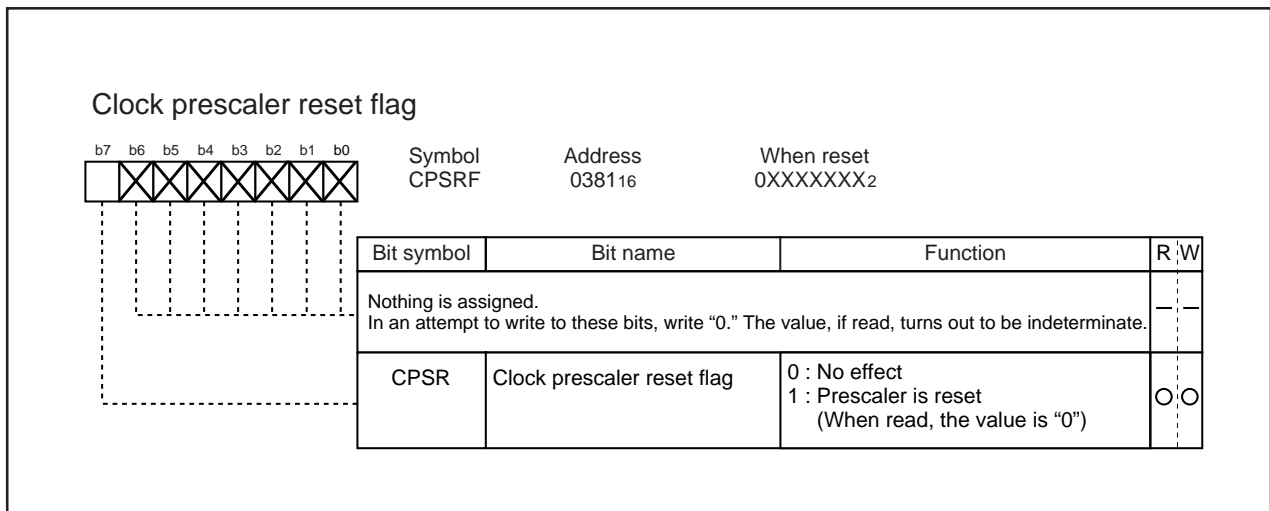 Clock prescaler reset flag
b7 b6 b5 b4 b3 b2 b1 b0
Symbol Address When reset
CPSRF 038116 0XXXXXXX2
Bit symbol Bit name Function R W
Nothing is assigned.
In an attempt to write to these bits, write “0.” The value, if read, turns out to be indeterminate.
CPSR Clock prescaler reset flag 0 : No effect
1 : Prescaler is reset
(When read, the value is “0”)